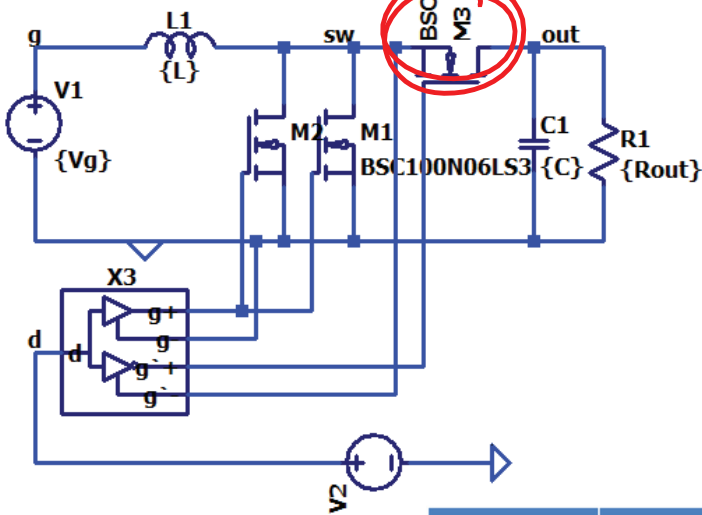 g
L1
sw
BSC
M3
out
{L}
V1
{Vg}
M2
M1
BSC100N06LS3
C1
{C}
R1
{Rout}
X3
g+
g-
d
d
g`+
g`-
V2